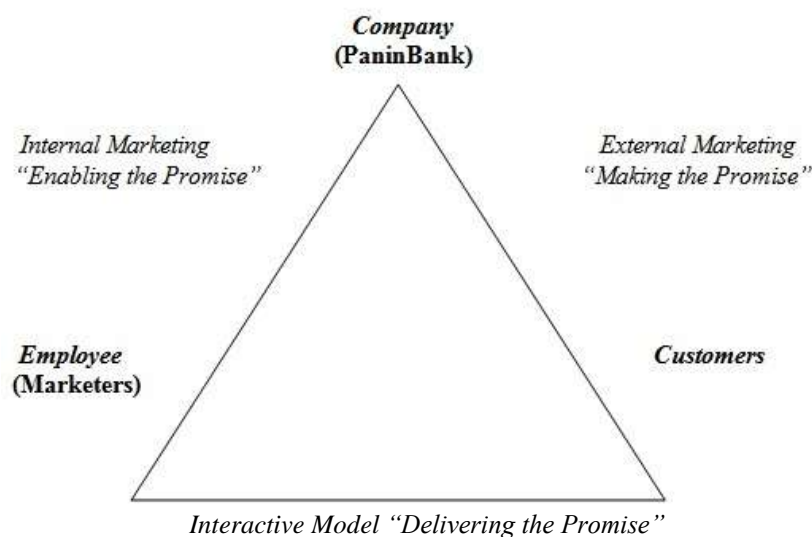 Company
(PaninBank)
Internal Marketing
“Enabling the Promise”
External Marketing
“Making the Promise”
Employee
(Marketers)
Customers
Interactive Model “Delivering the Promise”